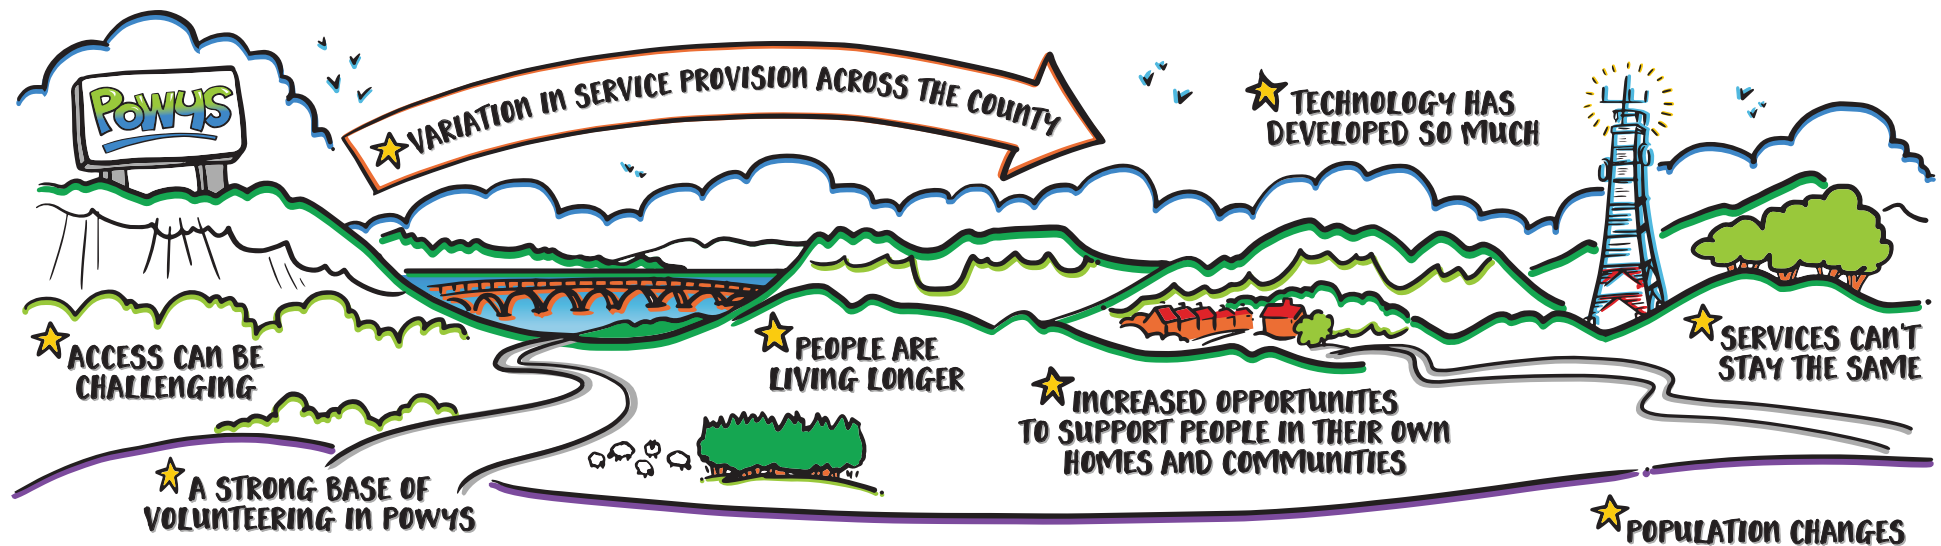 POWYS
VARIATION IN SERVICE PROVISION ACROSS THE COUNTY
TECHNOLOGY HAS
DEVELOPED SO MUCH
ACCESS CAN BE
CHALLENGING
PEOPLE ARE
LIVING LONGER
SERVICES CAN'T
STAY THE SAME
INCREASED OPPORTUNITES
TO SUPPORT PEOPLE IN THEIR OWN
HOMES AND COMMUNITIES
A STRONG BASE OF
VOLUNTEERING IN POWYS
POPULATION CHANGES